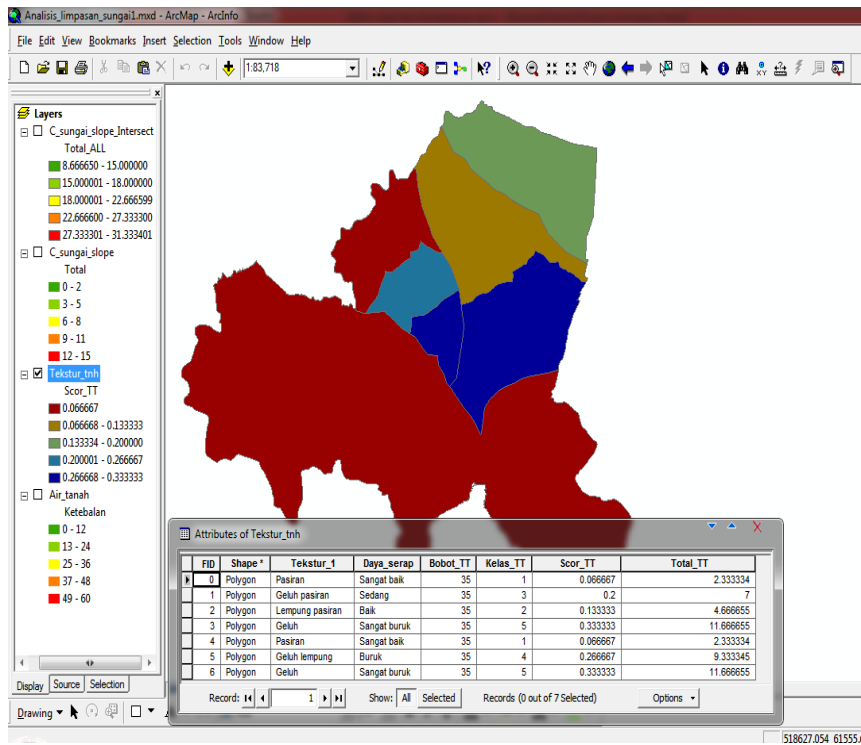 Analisis_limpasan_sungai1.mxd - ArcMap - ArcInfo
File Edit View Bookmarks Insert Selection Tools Window Help
1:83,718
Layers
C_sungai_slope_Intersect
Total_ALL
8.666650 - 15.000000
15.000001 - 18.000000
18.000001 - 22.666599
22.666600 - 27.333300
27.333301 - 31.333401
C_sungai_slope
Total
0 - 2
3 - 5
6 - 8
9 - 11
12 - 15
Tekstur_tnh
Scor_TT
0.066667
0.066668 - 0.133333
0.133334 - 0.200000
0.200001 - 0.266667
0.266668 - 0.333333
Air_tanah
Ketebalan
0 - 12
13 - 24
25 - 36
37 - 48
49 - 60
Display Source Selection
Drawing
Attributes of Tekstur_tnh
FID Shape * Tekstur_1 Daya_serap Bobot_TT Kelas_TT Scor_TT Total_TT
0 Polygon Pasiran Sangat baik 35 1 0.066667 2.333334
1 Polygon Geluh pasiran Sedang 35 3 0.2 7
2 Polygon Lempung pasiran Baik 35 2 0.133333 4.666655
3 Polygon Geluh Sangat buruk 35 5 0.333333 11.666655
4 Polygon Pasiran Sangat baik 35 1 0.066667 2.333334
5 Polygon Geluh lempung Buruk 35 4 0.266667 9.333345
6 Polygon Geluh Sangat buruk 35 5 0.333333 11.666655
Record: 1 Show: All Selected Records (0 out of 7 Selected) Options